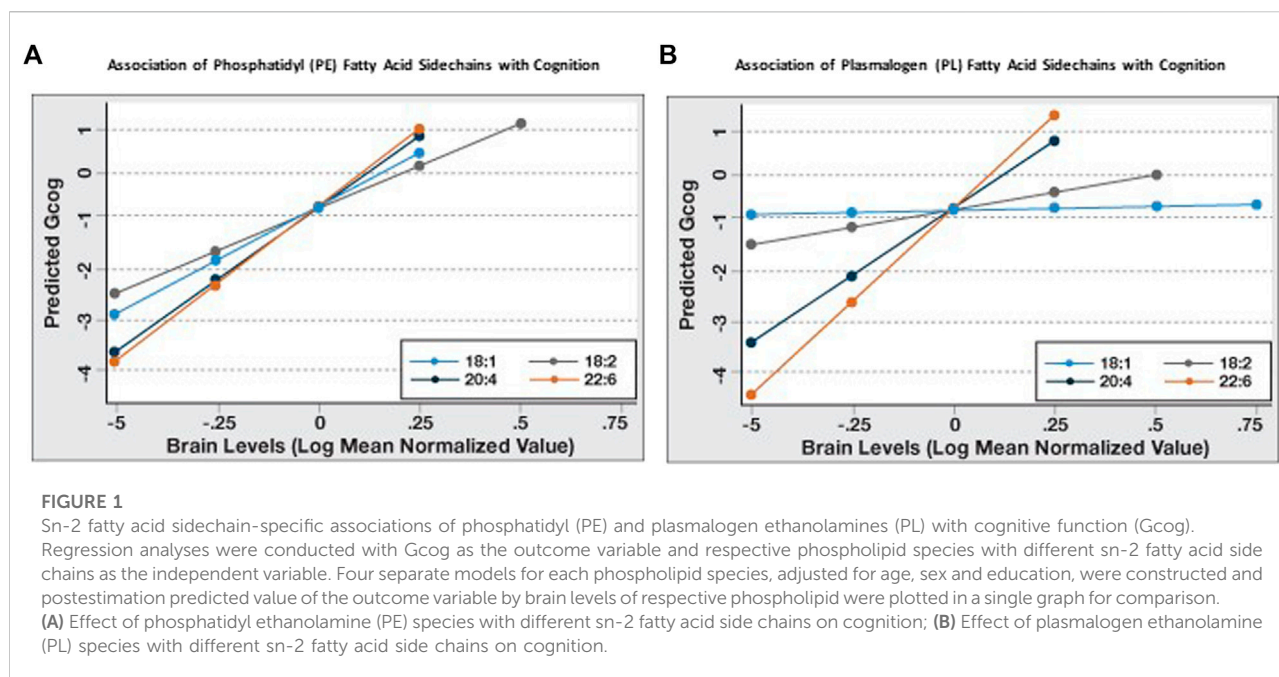 A
Association of Phosphatidyl (PE) Fatty Acid Sidechains with Cognition
Predicted Gcog
1
0
-1
-2
-3
-4
18:1
18:2
20:4
22:6
-5
-.25
0
.25
.5
.75
Brain Levels (Log Mean Normalized Value)
B
Association of Plasmalogen (PL) Fatty Acid Sidechains with Cognition
Predicted Gcog
1
0
-1
-2
-3
-4
18:1
18:2
20:4
22:6
-5
-.25
0
.25
.5
.75
Brain Levels (Log Mean Normalized Value)
FIGURE 1
Sn-2 fatty acid sidechain-specific associations of phosphatidyl (PE) and plasmalogen ethanolamines (PL) with cognitive function (Gcog).
Regression analyses were conducted with Gcog as the outcome variable and respective phospholipid species with different sn-2 fatty acid side
chains as the independent variable. Four separate models for each phospholipid species, adjusted for age, sex and education, were constructed and
postestimation predicted value of the outcome variable by brain levels of respective phospholipid were plotted in a single graph for comparison.
(A) Effect of phosphatidyl ethanolamine (PE) species with different sn-2 fatty acid side chains on cognition; (B) Effect of plasmalogen ethanolamine
(PL) species with different sn-2 fatty acid side chains on cognition.